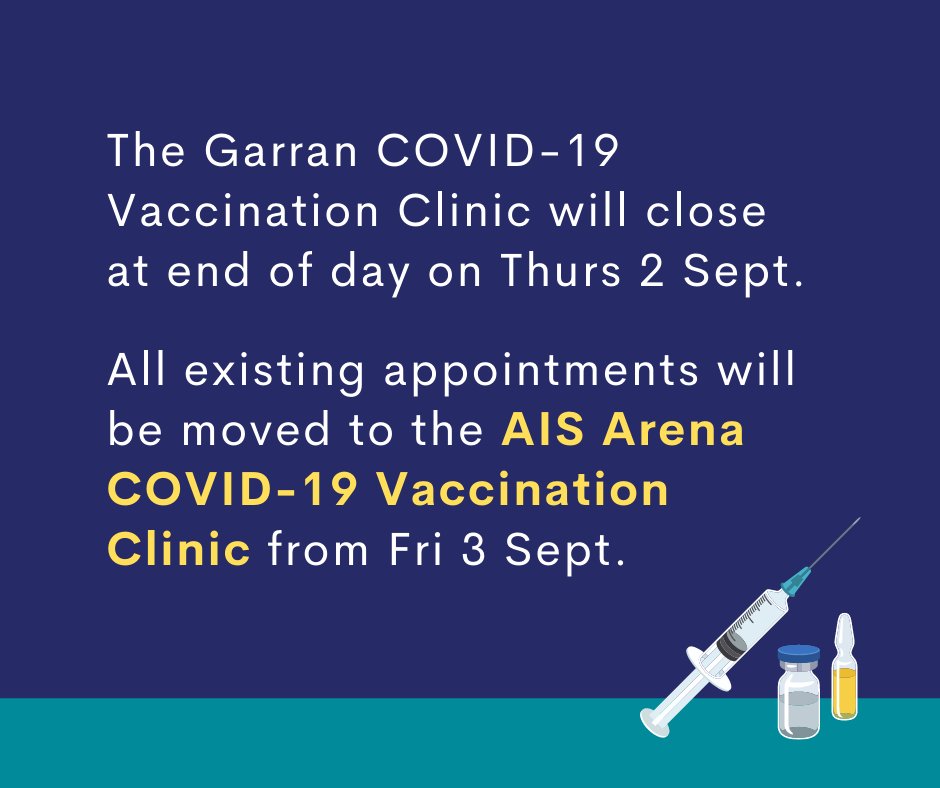 The Garran COVID-19
Vaccination Clinic will close
at end of day on Thurs 2 Sept.
All existing appointments will
be moved to the AIS Arena
COVID-19 Vaccination
Clinic from Fri 3 Sept.